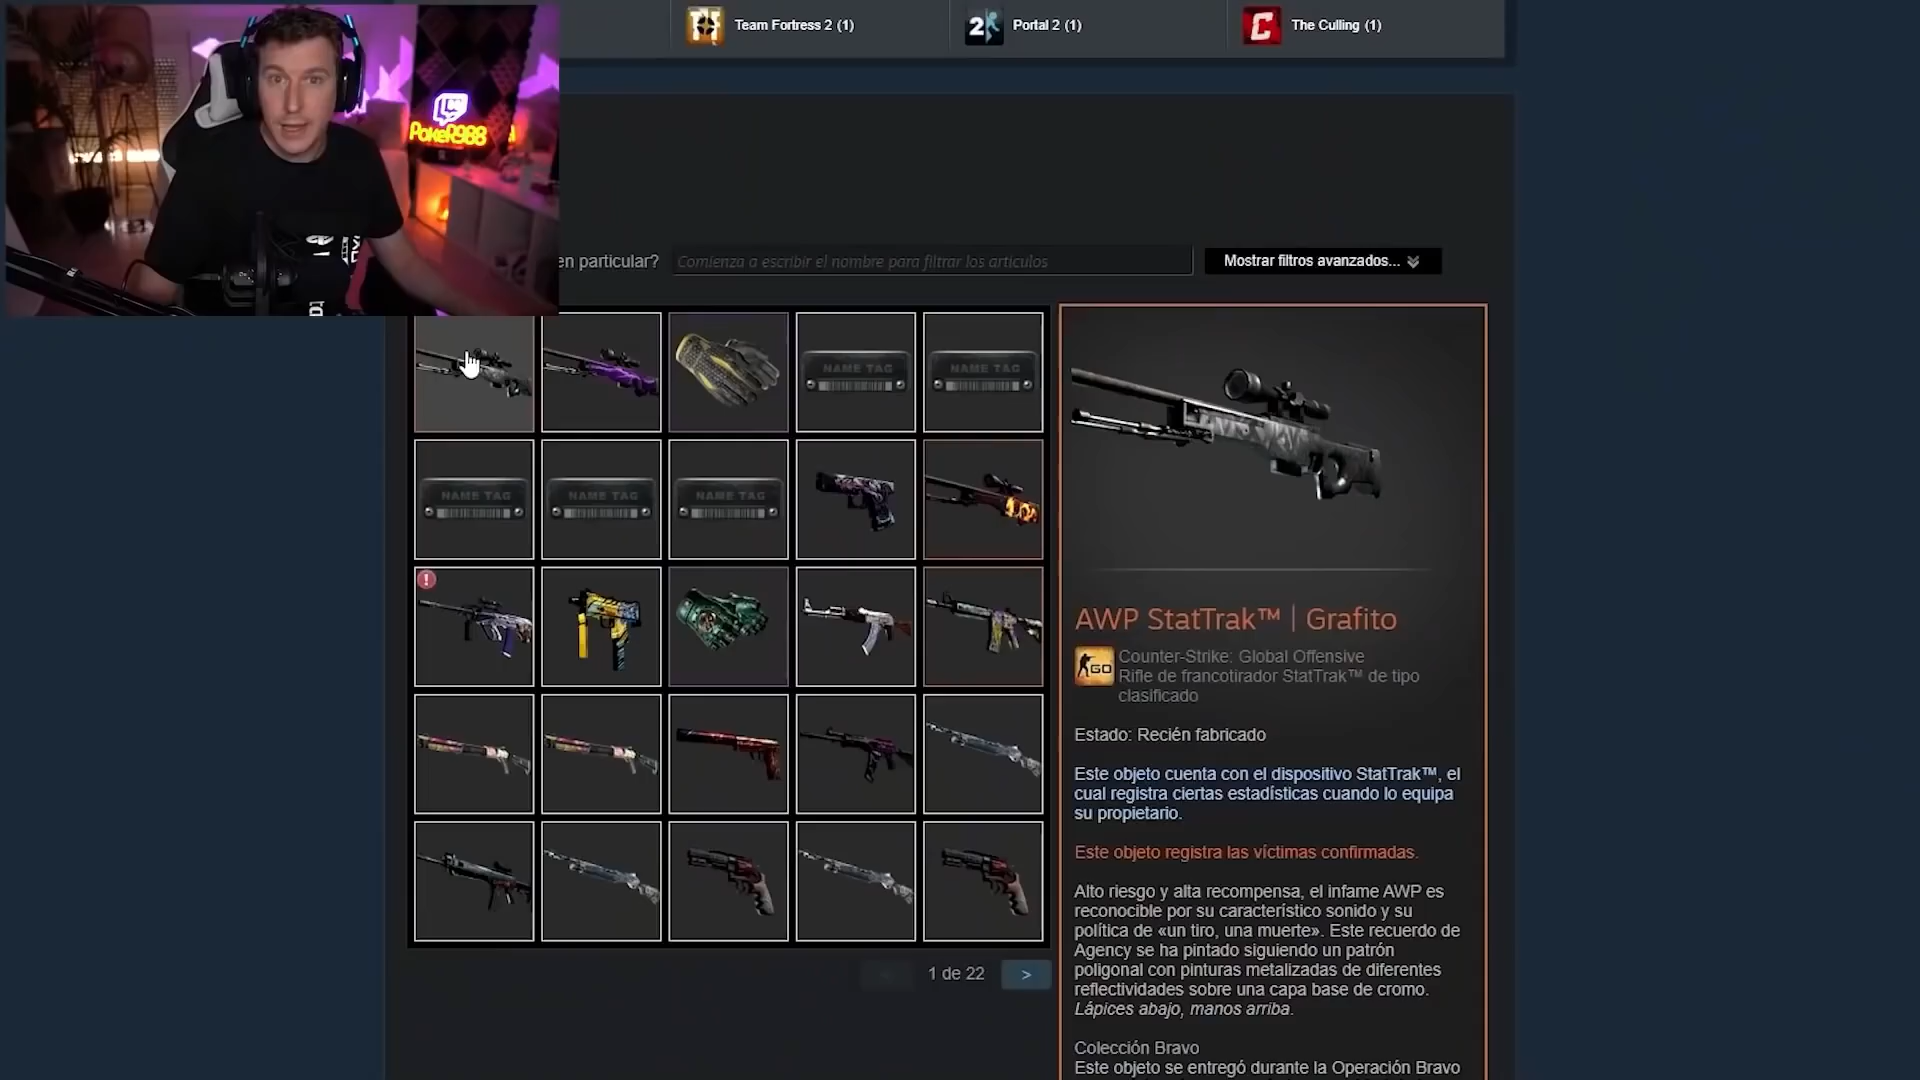 Team Fortress 2 (1)
Portal 2 (1)
The Culling (1)
PokeR988
en particular?
Comienza a escribir el nombre para filtrar los artículos
Mostrar filtros avanzados...
NAME TAG
NAME TAG
NAME TAG
NAME TAG
NAME TAG
AWP StatTrak™ | Grafito
GO
Counter-Strike: Global Offensive
Rifle de francotirador StatTrak™ de tipo
clasificado
Estado: Recién fabricado
Este objeto cuenta con el dispositivo StatTrak™, el
cual registra ciertas estadísticas cuando lo equipa
su propietario.
Este objeto registra las víctimas confirmadas.
Alto riesgo y alta recompensa, el infame AWP es
reconocible por su característico sonido y su
política de «un tiro, una muerte». Este recuerdo de
Agency se ha pintado siguiendo un patrón
poligonal con pinturas metalizadas de diferentes
reflectividades sobre una capa base de cromo.
Lápices abajo, manos arriba.
Colección Bravo
Este objeto se entregó durante la Operación Bravo
1 de 22 >